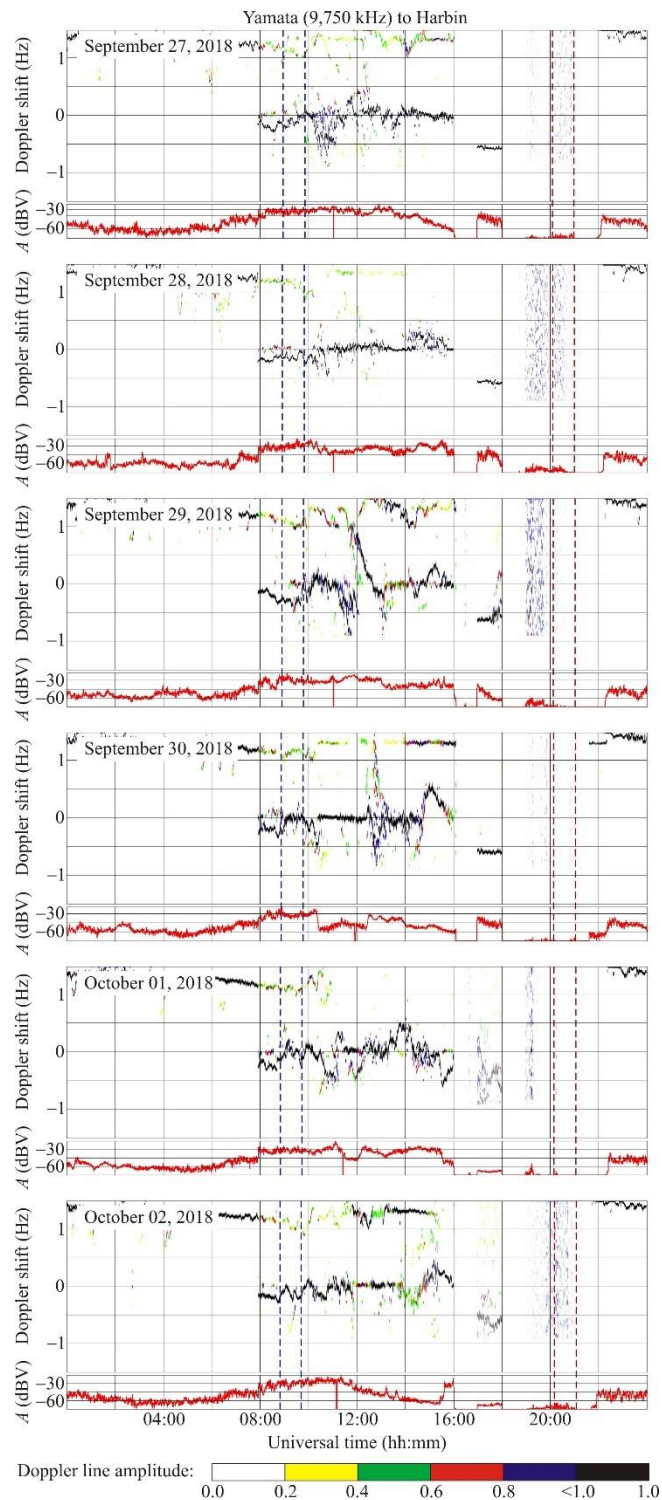 Yamata (9,750 kHz) to Harbin
September 27, 2018
Doppler shift (Hz)
1
0
−1
A (dBV)
−30
−60
September 28, 2018
Doppler shift (Hz)
1
0
−1
A (dBV)
−30
−60
September 29, 2018
Doppler shift (Hz)
1
0
−1
A (dBV)
−30
−60
September 30, 2018
Doppler shift (Hz)
1
0
−1
A (dBV)
−30
−60
October 01, 2018
Doppler shift (Hz)
1
0
−1
A (dBV)
−30
−60
October 02, 2018
Doppler shift (Hz)
1
0
−1
A (dBV)
−30
−60
04:00 08:00 12:00 16:00 20:00
Universal time (hh:mm)
Doppler line amplitude:
0.0 0.2 0.4 0.6 0.8 <1.0 1.0